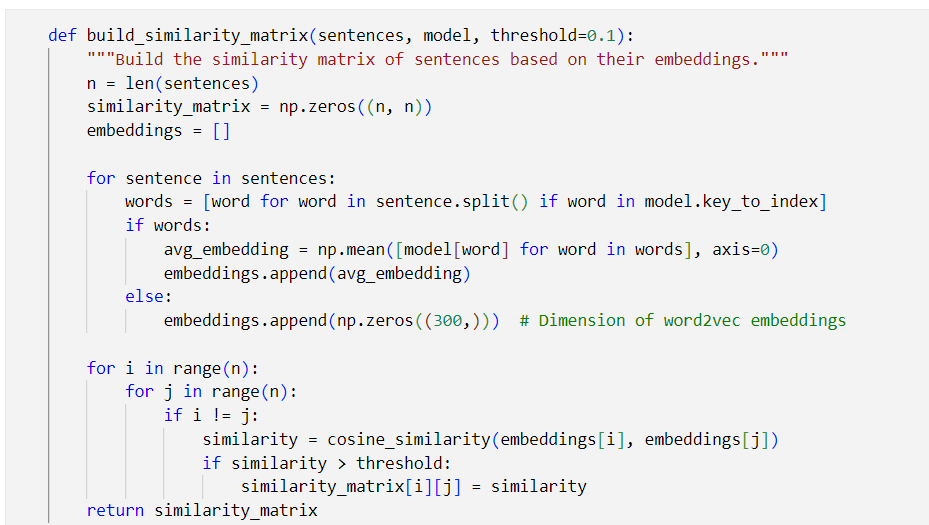 def build_similarity_matrix(sentences, model, threshold=0.1):
    """Build the similarity matrix of sentences based on their embeddings."""
    n = len(sentences)
    similarity_matrix = np.zeros((n, n))
    embeddings = []

    for sentence in sentences:
        words = [word for word in sentence.split() if word in model.key_to_index]
        if words:
            avg_embedding = np.mean([model[word] for word in words], axis=0)
            embeddings.append(avg_embedding)
        else:
            embeddings.append(np.zeros((300,)))  # Dimension of word2vec embeddings

    for i in range(n):
        for j in range(n):
            if i != j:
                similarity = cosine_similarity(embeddings[i], embeddings[j])
                if similarity > threshold:
                    similarity_matrix[i][j] = similarity
    return similarity_matrix